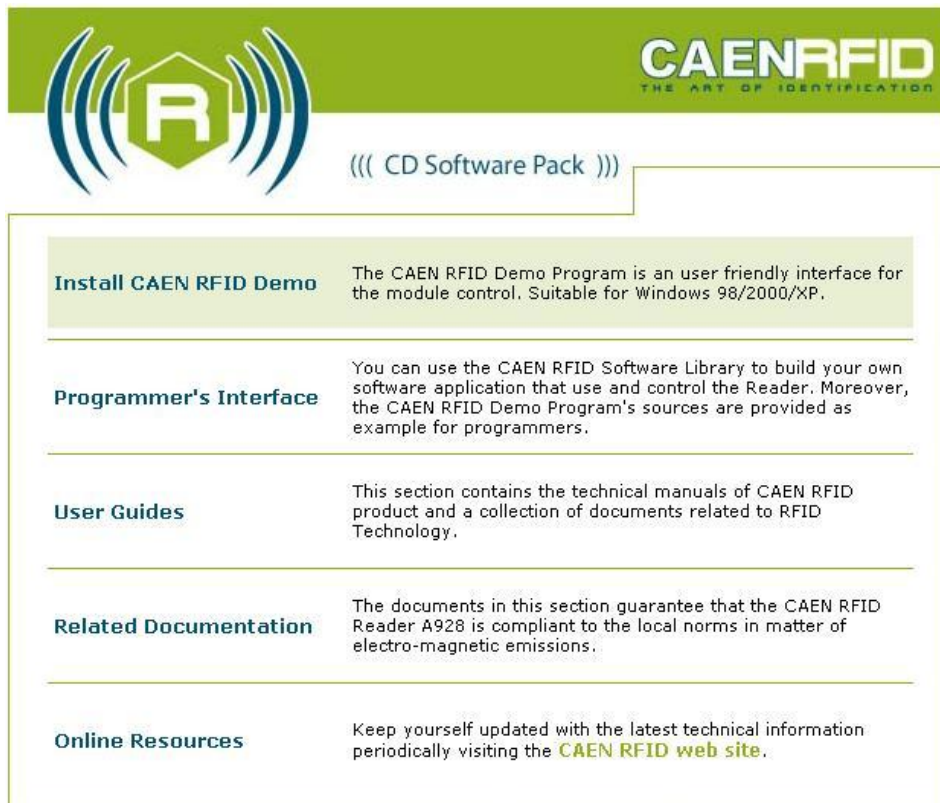 R
CAENRFID
THE ART OF IDENTIFICATION
((( CD Software Pack )))
Install CAEN RFID Demo
The CAEN RFID Demo Program is an user friendly interface for
the module control. Suitable for Windows 98/2000/XP.
Programmer's Interface
You can use the CAEN RFID Software Library to build your own
software application that use and control the Reader. Moreover,
the CAEN RFID Demo Program's sources are provided as
example for programmers.
User Guides
This section contains the technical manuals of CAEN RFID
product and a collection of documents related to RFID
Technology.
Related Documentation
The documents in this section guarantee that the CAEN RFID
Reader A928 is compliant to the local norms in matter of
electro-magnetic emissions.
Online Resources
Keep yourself updated with the latest technical information
periodically visiting the CAEN RFID web site.